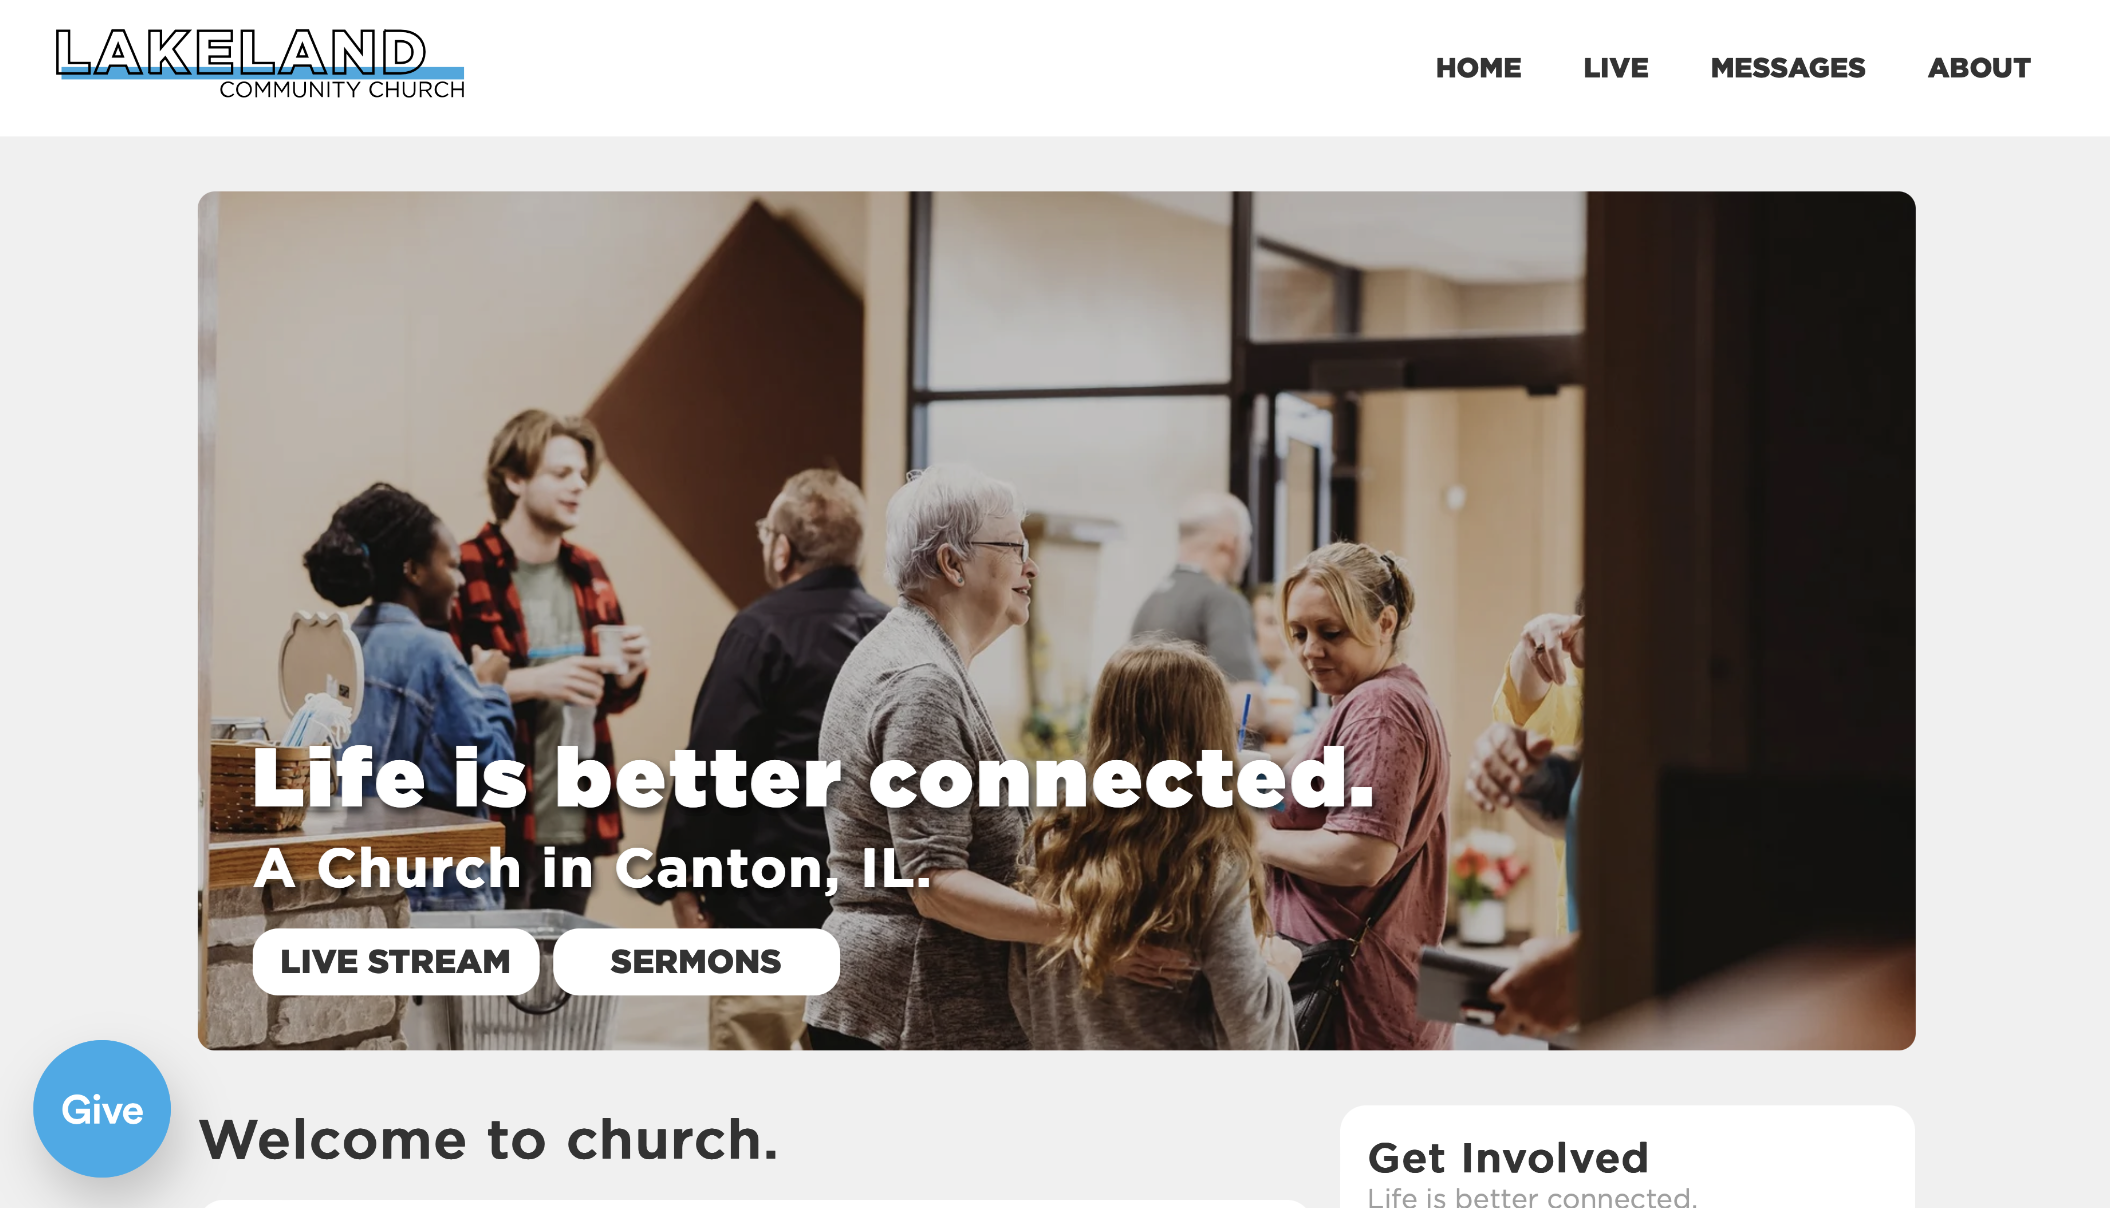 LAKELAND
COMMUNITY CHURCH
HOME LIVE MESSAGES ABOUT
Life is better connected.
A Church in Canton, IL.
LIVE STREAM SERMONS
Give
Welcome to church.
Get Involved
Life is better connected.